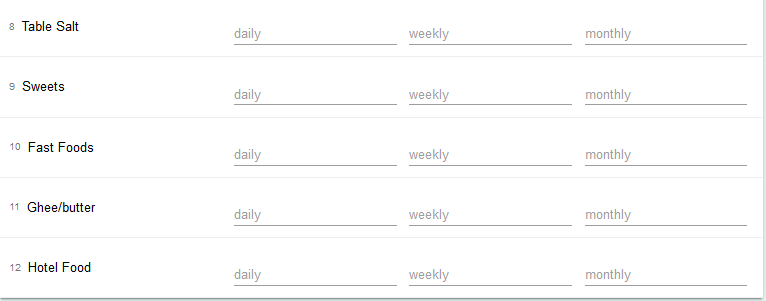 8 Table Salt daily weekly monthly
9 Sweets daily weekly monthly
10 Fast Foods daily weekly monthly
11 Ghee/butter daily weekly monthly
12 Hotel Food daily weekly monthly